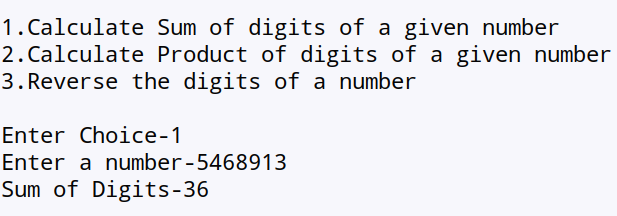 1.Calculate Sum of digits of a given number
2.Calculate Product of digits of a given number
3.Reverse the digits of a number
Enter Choice-1
Enter a number-5468913
Sum of Digits-36